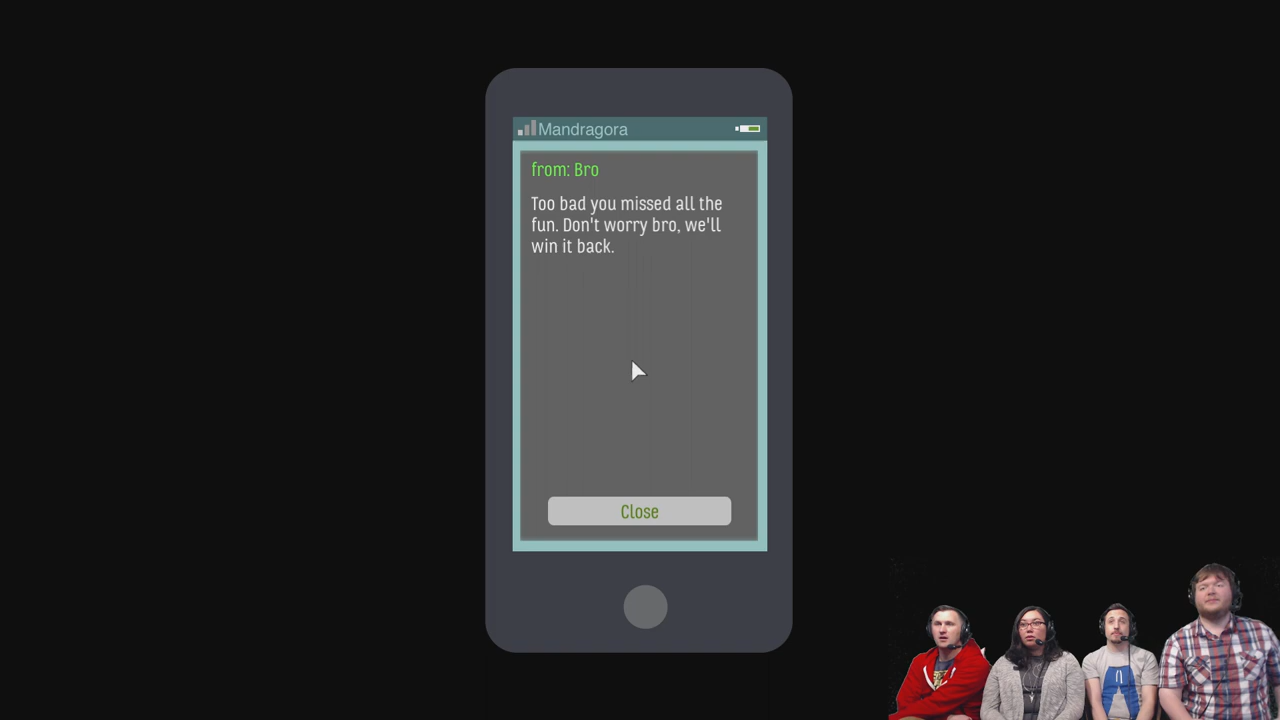 Mandragora
from: Bro
Too bad you missed all the
fun. Don't worry bro, we'll
win it back.
Close